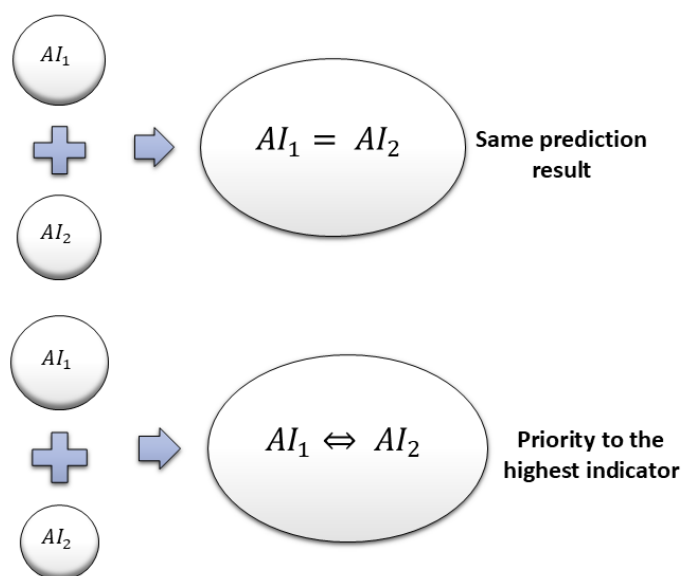 AI₁
AI₁ = AI₂
Same prediction
result
AI₂
AI₁
AI₁ ⇔ AI₂
Priority to the
highest indicator
AI₂